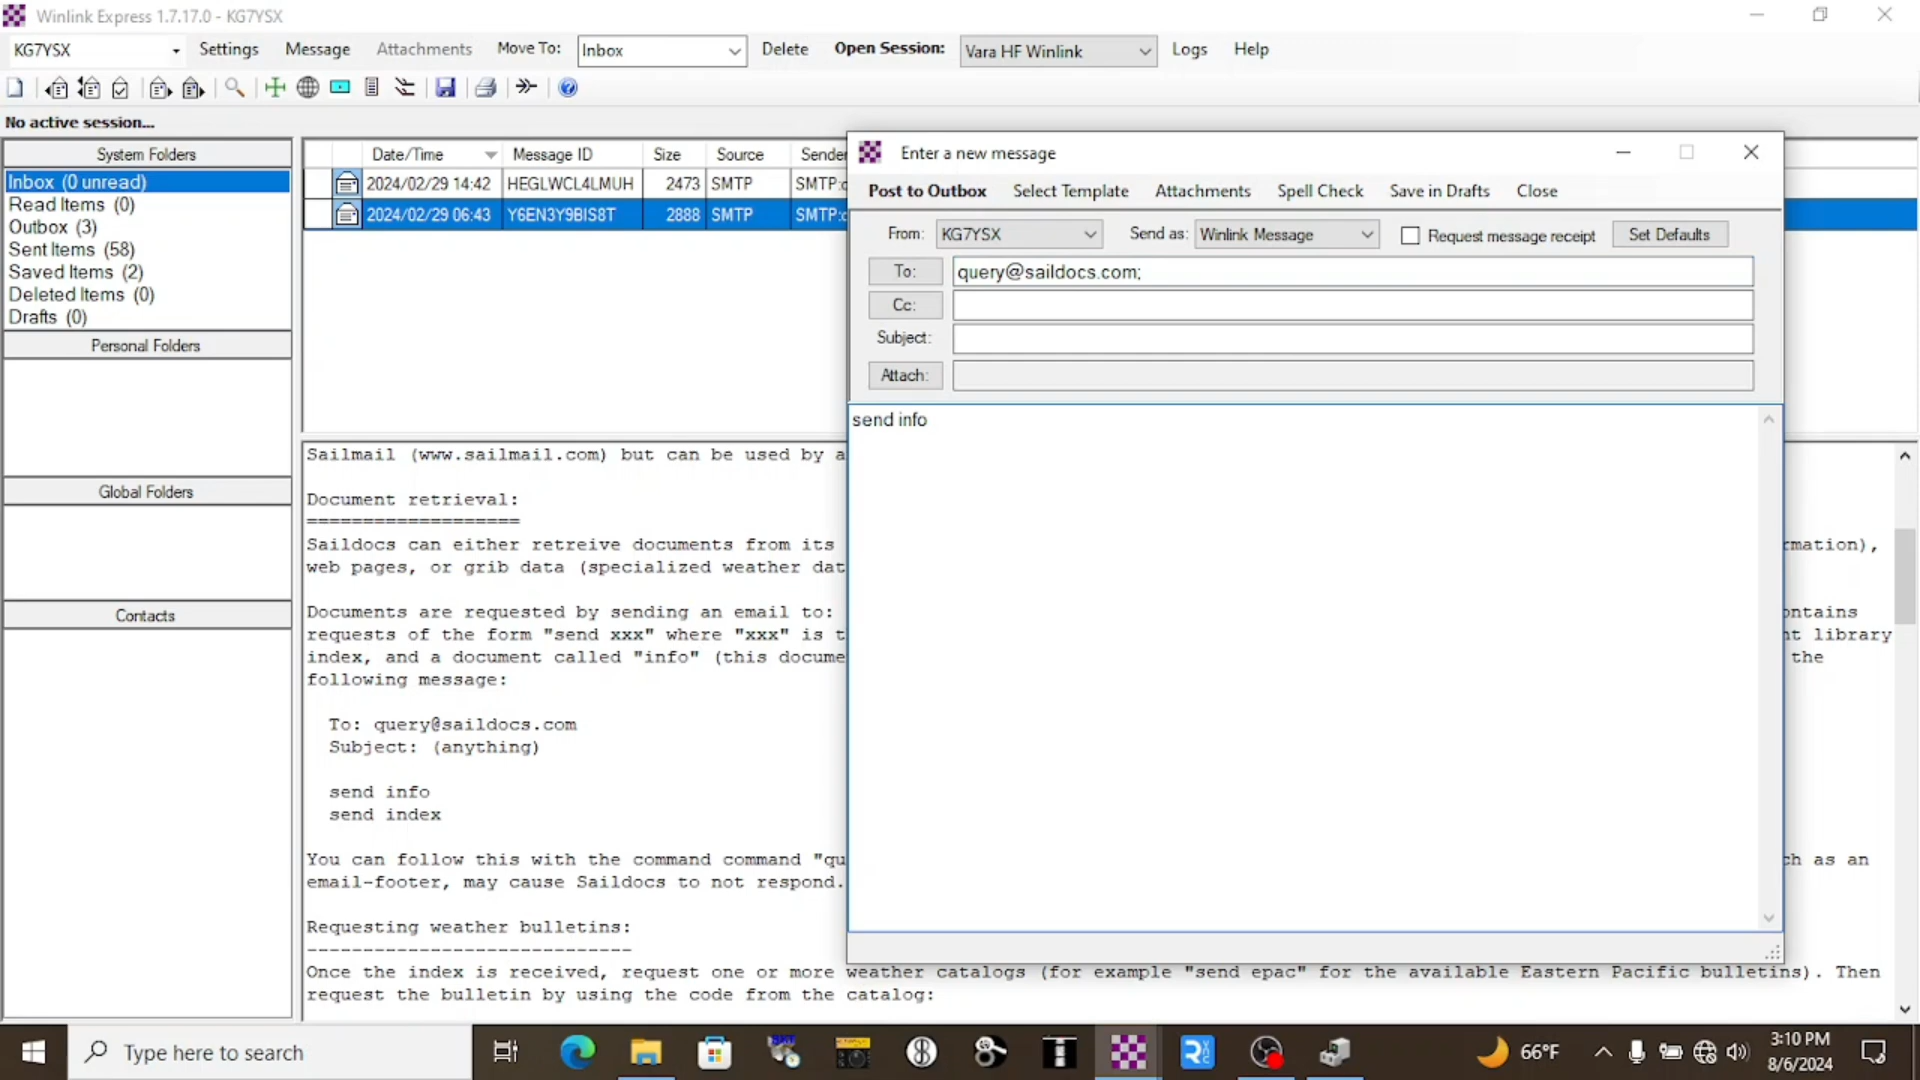 Winlink Express 1.7.17.0 - KG7YSX
KG7YSX Settings Message Attachments Move To: Inbox Delete Open Session: Vara HF Winlink Logs Help
No active session...
System Folders
Inbox (0 unread)
Read Items (0)
Outbox (3)
Sent Items (58)
Saved Items (2)
Deleted Items (0)
Drafts (0)
Personal Folders
Global Folders
Contacts
Date/Time Message ID Size Source Sender
2024/02/29 14:42 HEGLWCL4LMUH 2473 SMTP SMTP:
2024/02/29 06:43 Y6EN3Y9BIS8T 2888 SMTP SMTP:
Sailmail (www.sailmail.com) but can be used by a
Document retrieval:
===================
Saildocs can either retreive documents from its rmation),
web pages, or grib data (specialized weather dat
Documents are requested by sending an email to: ontains
requests of the form "send xxx" where "xxx" is t nt library
index, and a document called "info" (this docume the
following message:
To: query@saildocs.com
Subject: (anything)
send info
send index
You can follow this with the command command "qu ch as an
email-footer, may cause Saildocs to not respond.
Requesting weather bulletins:
-----------------------------
Once the index is received, request one or more weather catalogs (for example "send epac" for the available Eastern Pacific bulletins). Then
request the bulletin by using the code from the catalog:
Enter a new message
Post to Outbox Select Template Attachments Spell Check Save in Drafts Close
From: KG7YSX Send as: Winlink Message Request message receipt Set Defaults
To: query@saildocs.com;
Cc:
Subject:
Attach:
send info
Type here to search
66°F
3:10 PM
8/6/2024